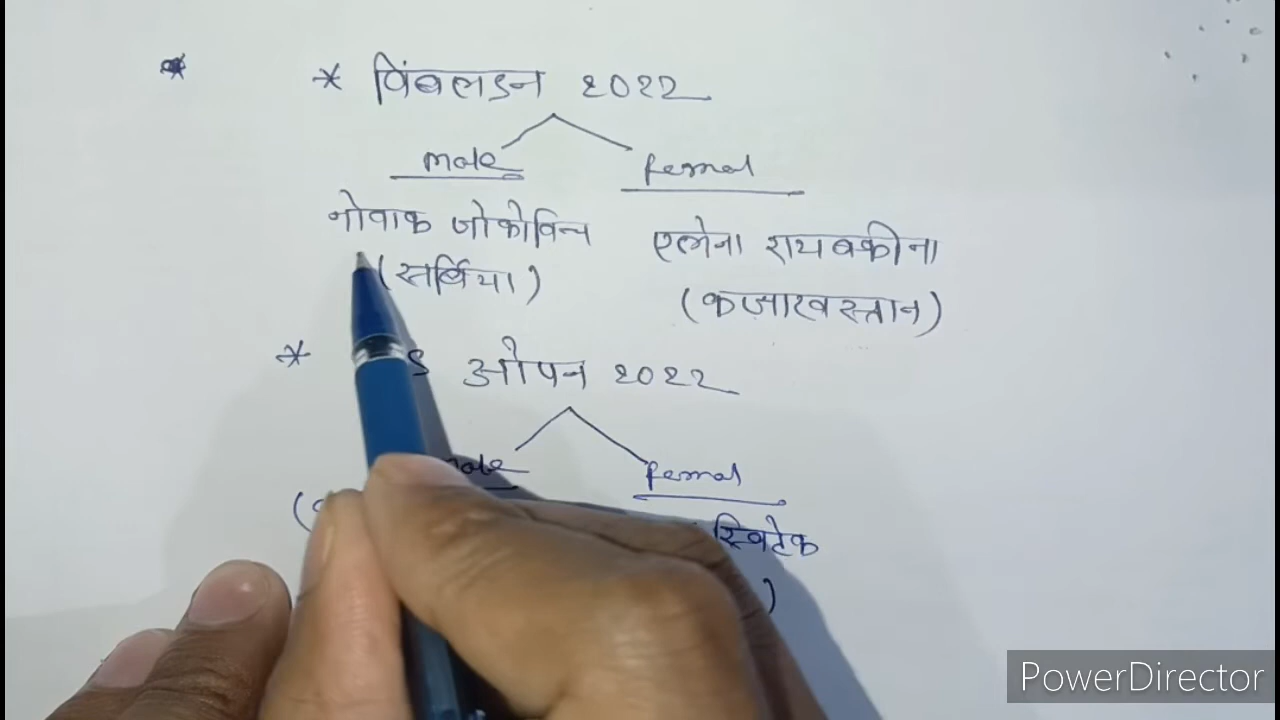 * विंबलडन 2022
male femal
नोवाक जोकोविच एलेना रायबकीना
(सर्बिया) (कज़ाखस्तान)
* ओपन 2022
male femal
स्विटेक
PowerDirector